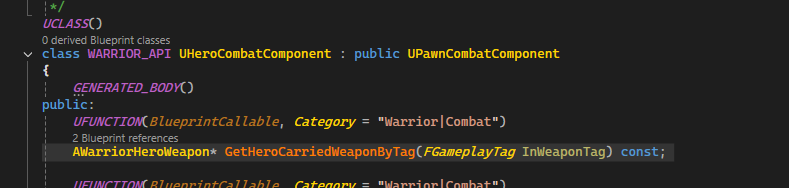 */
UCLASS()
0 derived Blueprint classes
class WARRIOR_API UHeroCombatComponent : public UPawnCombatComponent
{
GENERATED_BODY()
public:
UFUNCTION(BlueprintCallable, Category = "Warrior|Combat")
2 Blueprint references
AWarriorHeroWeapon* GetHeroCarriedWeaponByTag(FGameplayTag InWeaponTag) const;
UFUNCTION(BlueprintCallable, Category = "Warrior|Combat")